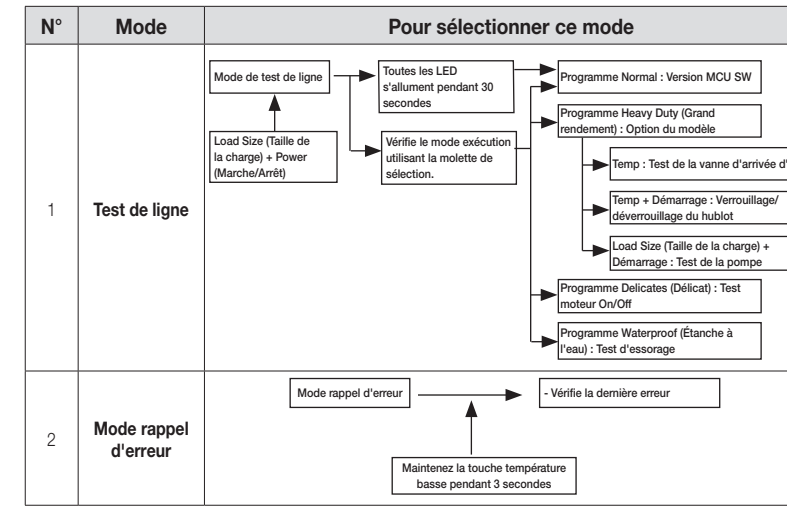 N°
Mode
Pour sélectionner ce mode
1
Test de ligne
Mode de test de ligne
Load Size (Taille de
la charge) + Power
(Marche/Arrêt)
Toutes les LED
s'allument pendant 30
secondes
Vérifie le mode exécution
utilisant la molette de
sélection.
Programme Normal : Version MCU SW
Programme Heavy Duty (Grand
rendement) : Option du modèle
Temp : Test de la vanne d'arrivée d'
Temp + Démarrage : Verrouillage/
déverrouillage du hublot
Load Size (Taille de la charge) +
Démarrage : Test de la pompe
Programme Delicates (Délicat) : Test
moteur On/Off
Programme Waterproof (Étanche à
l'eau) : Test d'essorage
2
Mode rappel
d'erreur
Mode rappel d'erreur
- Vérifie la dernière erreur
Maintenez la touche température
basse pendant 3 secondes